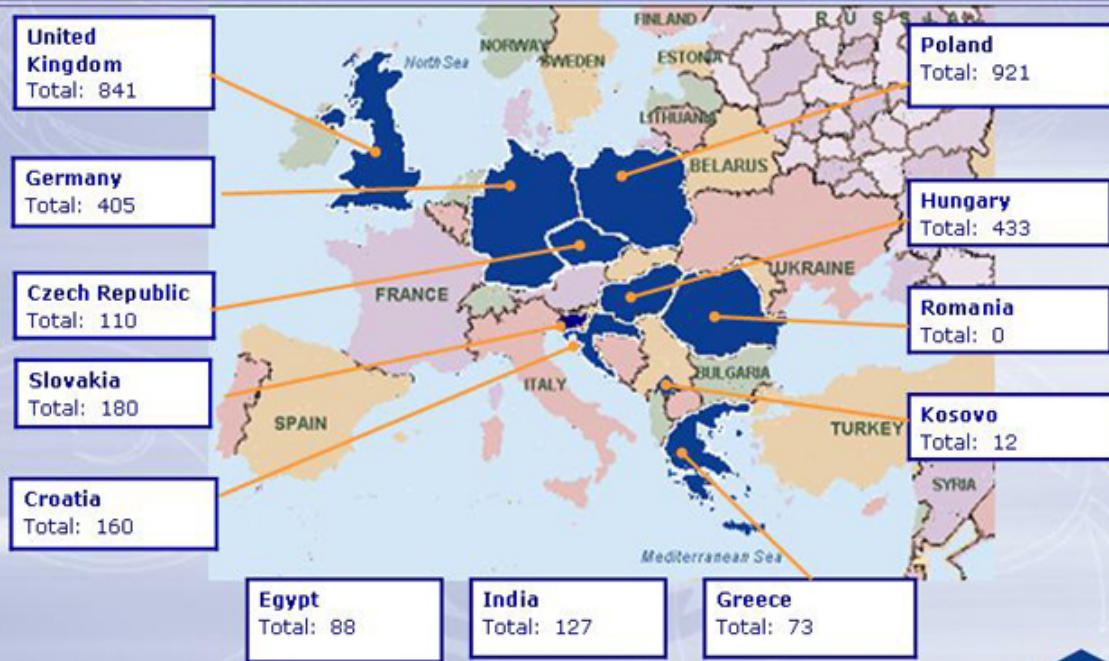 United
Kingdom
Total: 841
Germany
Total: 405
Czech Republic
Total: 110
Slovakia
Total: 180
Croatia
Total: 160
Egypt
Total: 88
India
Total: 127
Greece
Total: 73
Poland
Total: 921
Hungary
Total: 433
Romania
Total: 0
Kosovo
Total: 12
FINLAND
RUSSIA
NORWAY
SWEDEN
ESTONIA
North Sea
LITHUANIA
BELARUS
UKRAINE
FRANCE
ITALY
BULGARIA
SPAIN
TURKEY
SYRIA
Mediterranean Sea